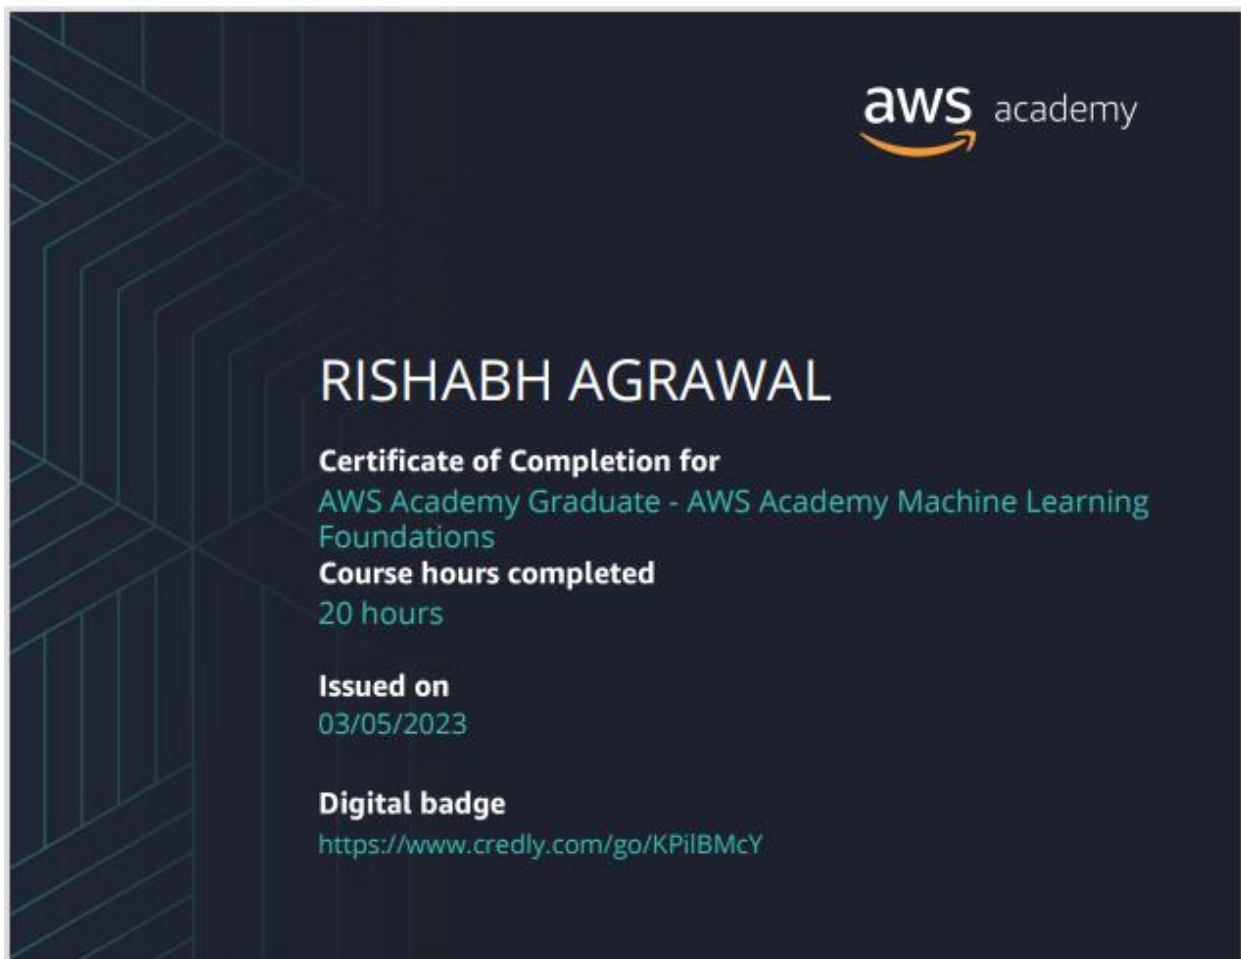 aws academy
RISHABH AGRAWAL
Certificate of Completion for
AWS Academy Graduate - AWS Academy Machine Learning
Foundations
Course hours completed
20 hours
Issued on
03/05/2023
Digital badge
https://www.credly.com/go/KPilBMcY